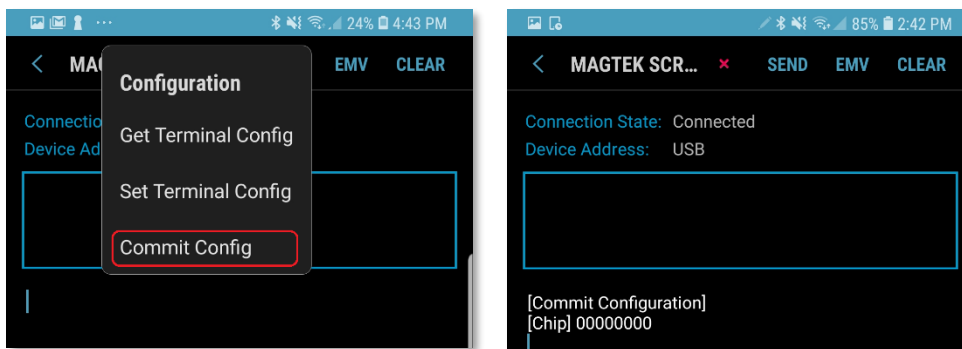 24% 4:43 PM
MAG
EMV CLEAR
Configuration
Connectio
Device Ad
Get Terminal Config
Set Terminal Config
Commit Config
85% 2:42 PM
MAGTEK SCR... × SEND EMV CLEAR
Connection State: Connected
Device Address: USB
[Commit Configuration]
[Chip] 00000000